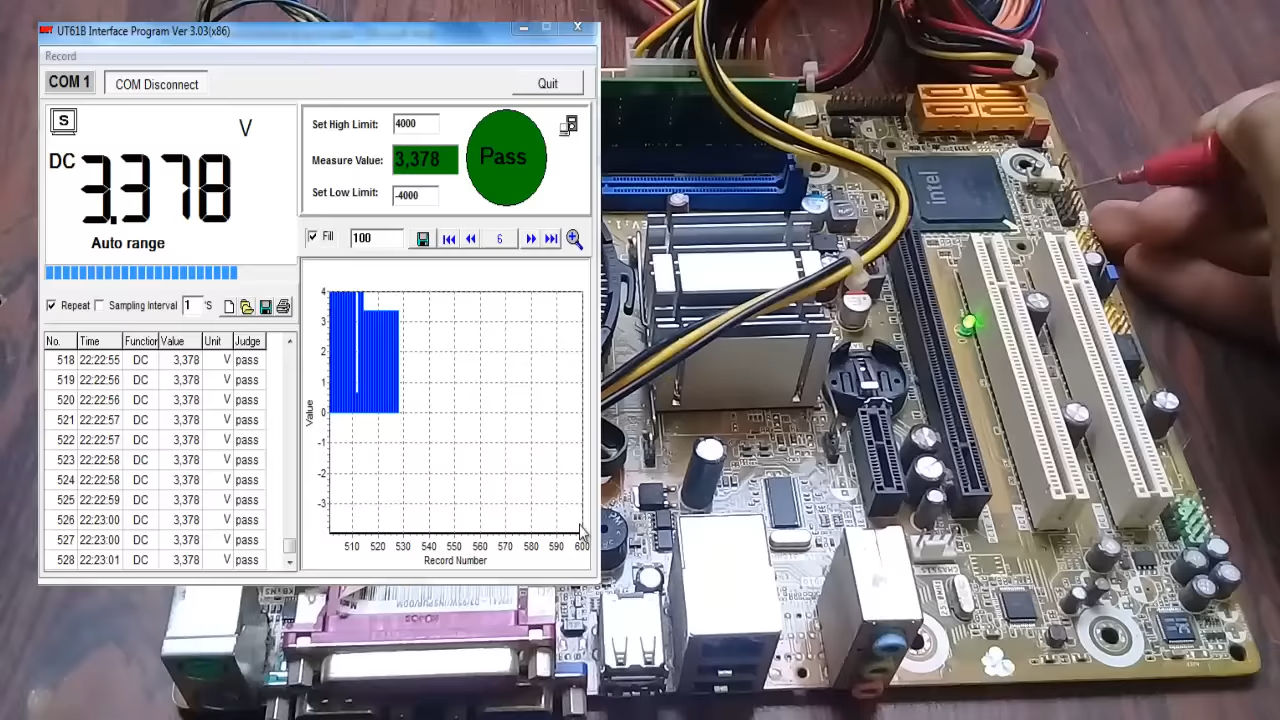 UT61B Interface Program Ver 3.03(x86)
Record
COM 1 COM Disconnect Quit
S
V
DC 3.378
Auto range
Set High Limit: 4000
Measure Value: 3,378
Set Low Limit: -4000
Pass
Fill 100 6
Repeat Sampling Interval 1 'S
No. Time Function Value Unit Judge
518 22:22:55 DC 3,378 V pass
519 22:22:56 DC 3,378 V pass
520 22:22:56 DC 3,378 V pass
521 22:22:57 DC 3,378 V pass
522 22:22:57 DC 3,378 V pass
523 22:22:58 DC 3,378 V pass
524 22:22:58 DC 3,378 V pass
525 22:22:59 DC 3,378 V pass
526 22:23:00 DC 3,378 V pass
527 22:23:00 DC 3,378 V pass
528 22:23:01 DC 3,378 V pass
4
3
2
1
0
-1
-2
-3
Value
510 520 530 540 550 560 570 580 590 600
Record Number
intel